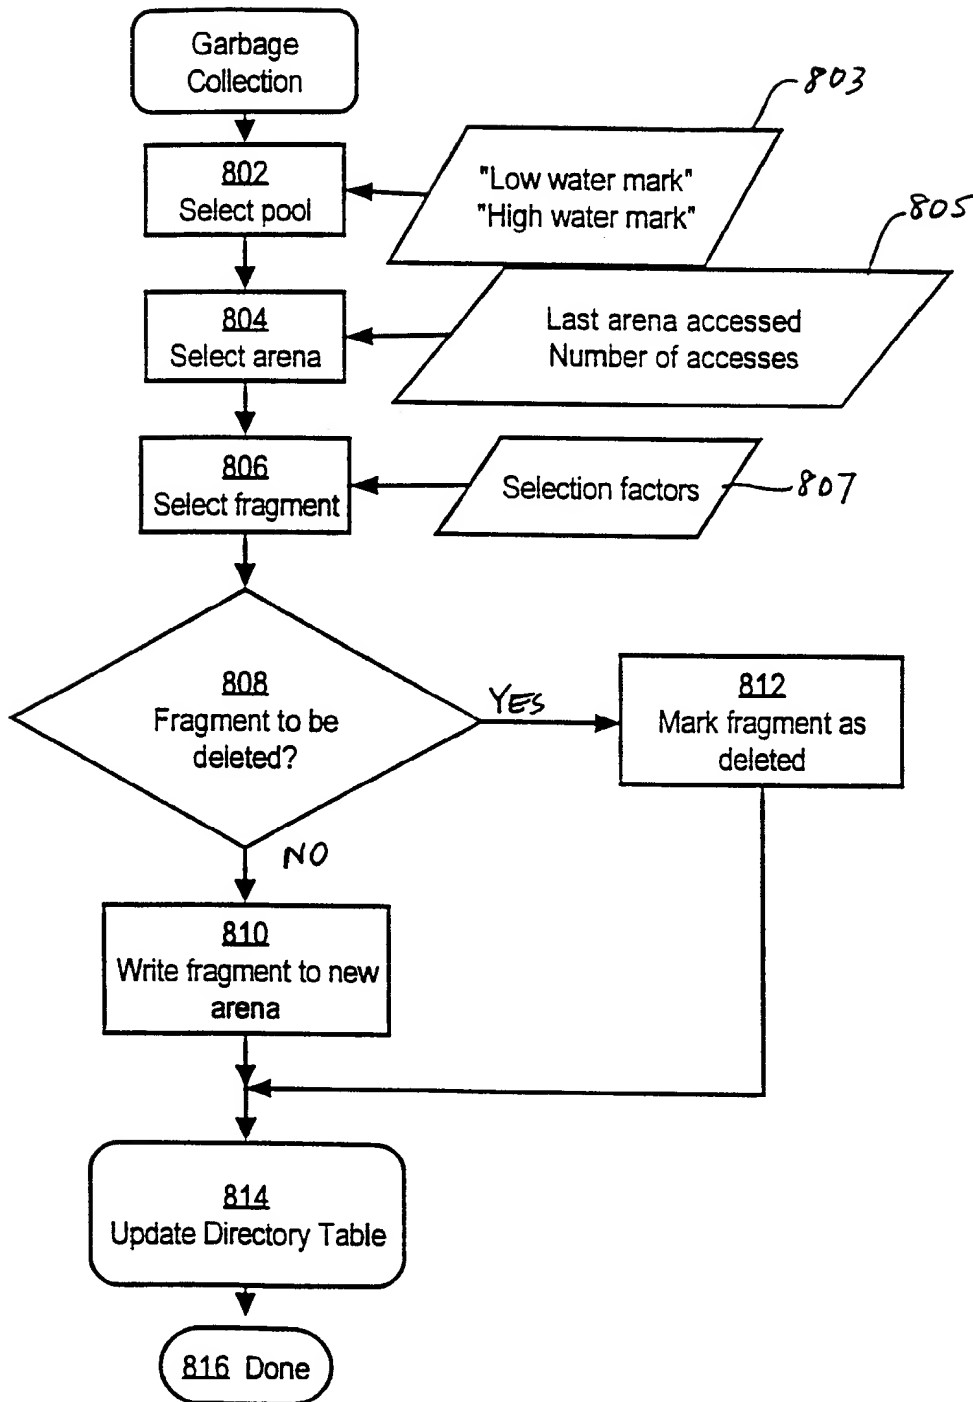 Garbage
Collection
803
802
Select pool
"Low water mark"
"High water mark"
805
804
Select arena
Last arena accessed
Number of accesses
806
Select fragment
Selection factors
807
808
Fragment to be
deleted?
YES
812
Mark fragment as
deleted
NO
810
Write fragment to new
arena
814
Update Directory Table
816 Done